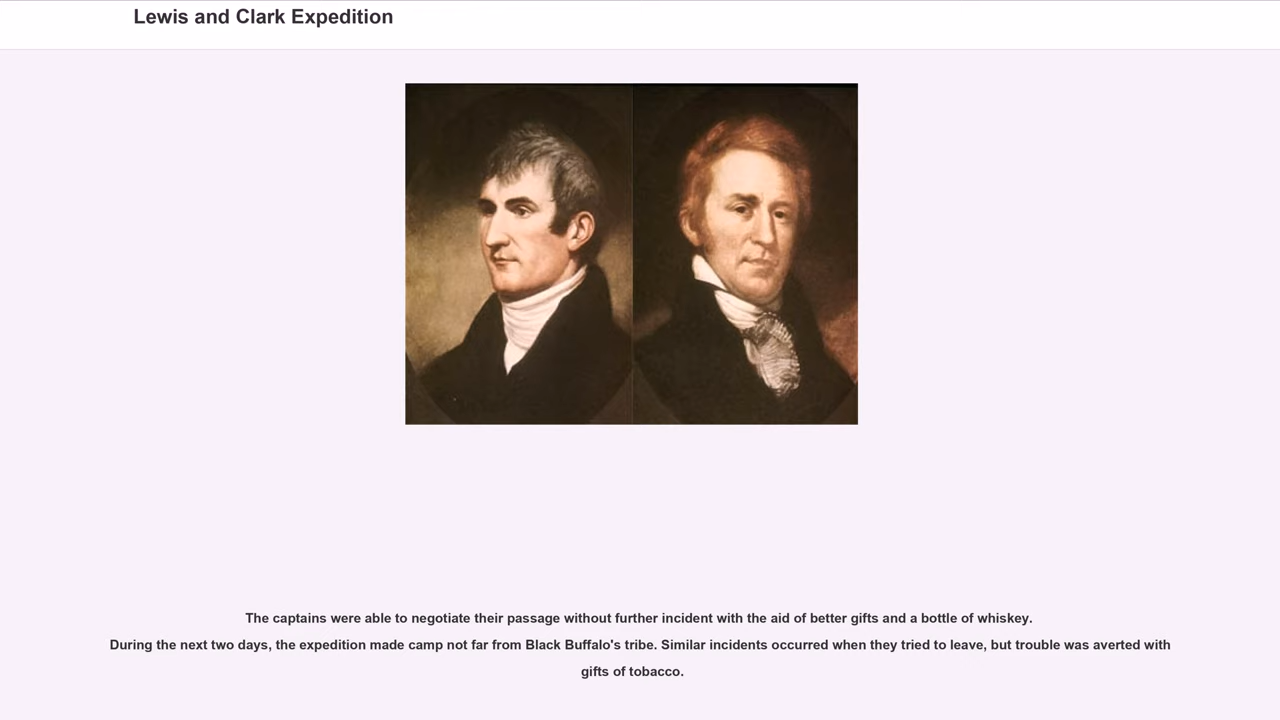 Lewis and Clark Expedition
The captains were able to negotiate their passage without further incident with the aid of better gifts and a bottle of whiskey.
During the next two days, the expedition made camp not far from Black Buffalo's tribe. Similar incidents occurred when they tried to leave, but trouble was averted with
gifts of tobacco.